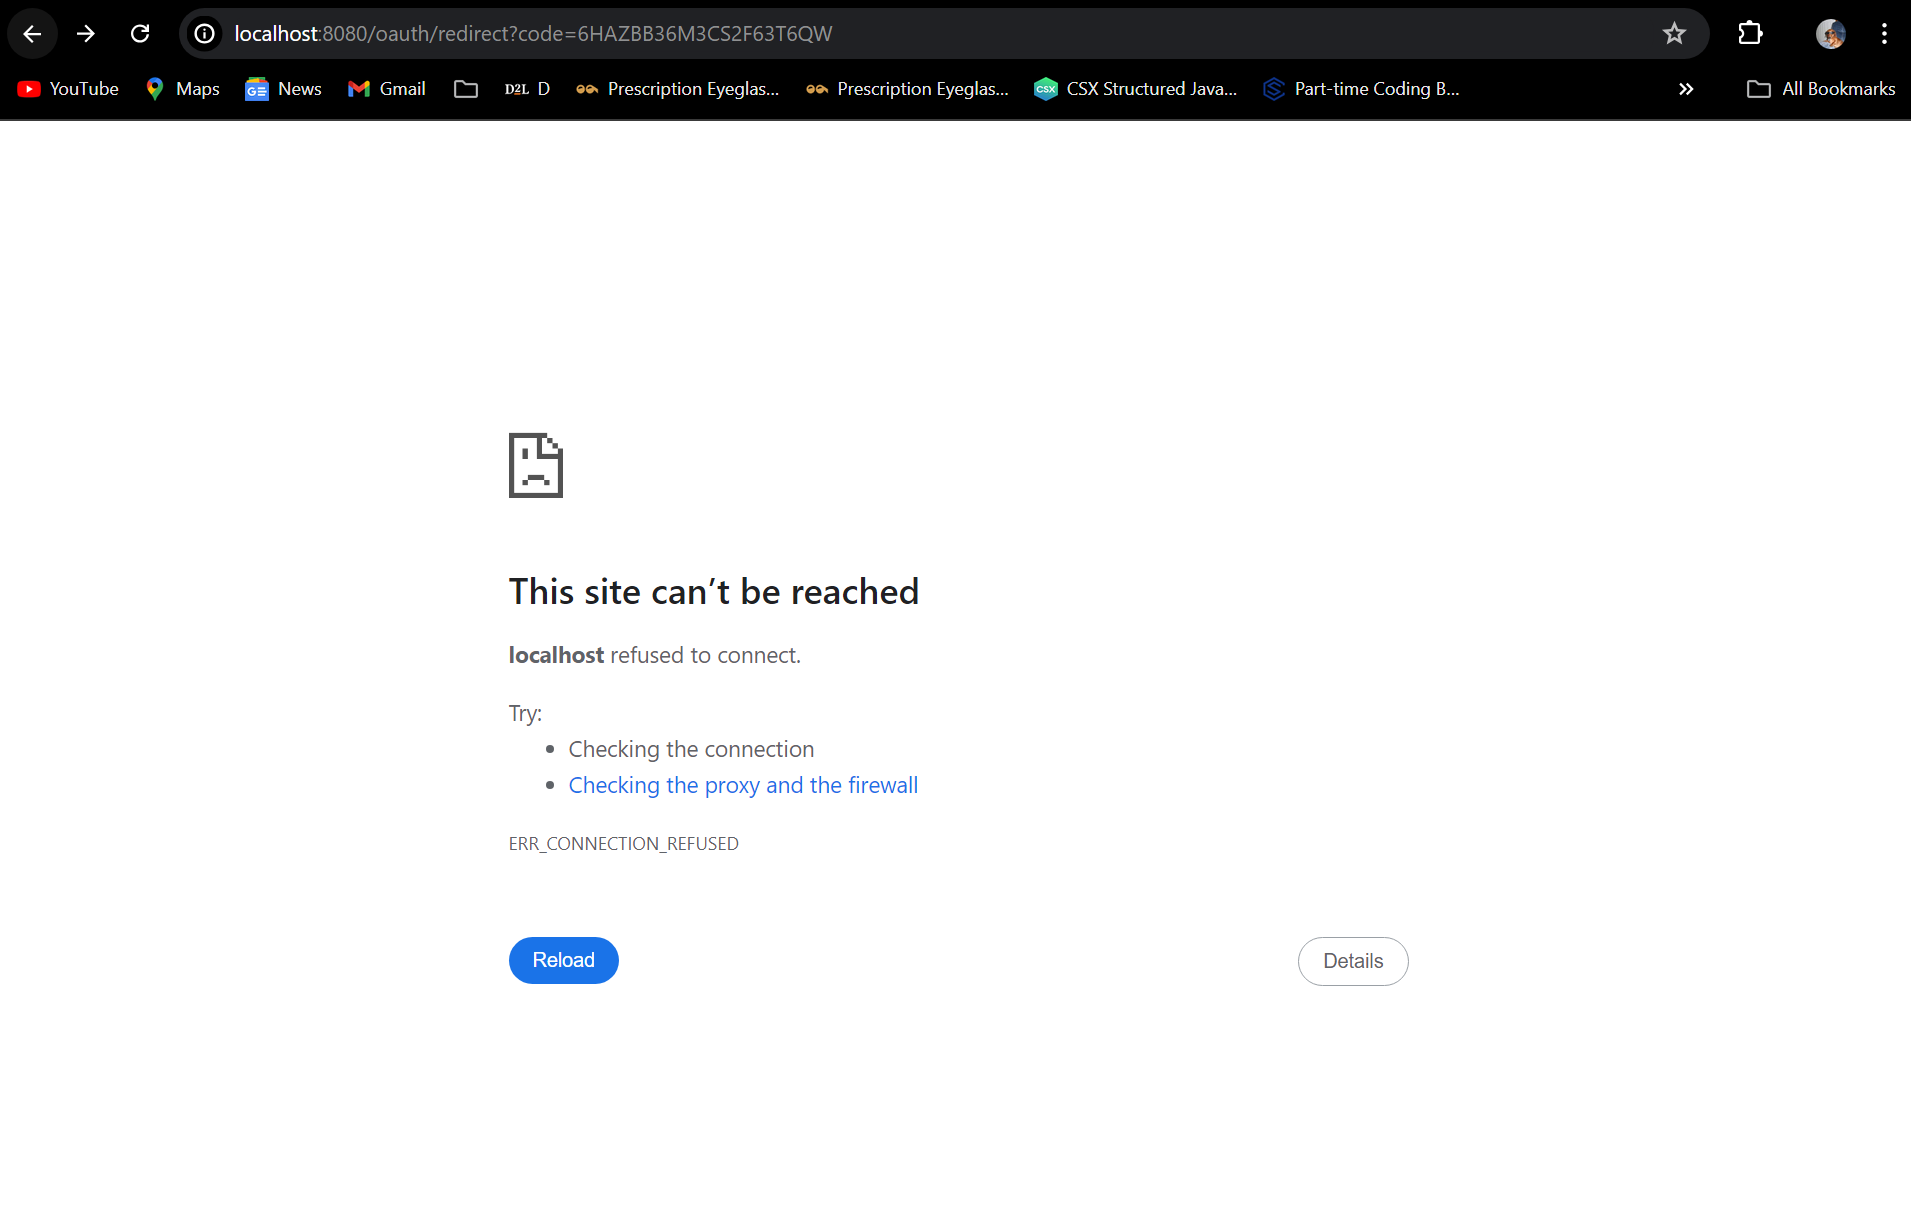 localhost:8080/oauth/redirect?code=6HAZBB36M3CS2F63T6QW
YouTube Maps GE News Gmail D2L D Prescription Eyeglas... Prescription Eyeglas... CSX CSX Structured Java... Part-time Coding B... » All Bookmarks
This site can’t be reached
localhost refused to connect.
Try:
• Checking the connection
• Checking the proxy and the firewall
ERR_CONNECTION_REFUSED
Reload Details